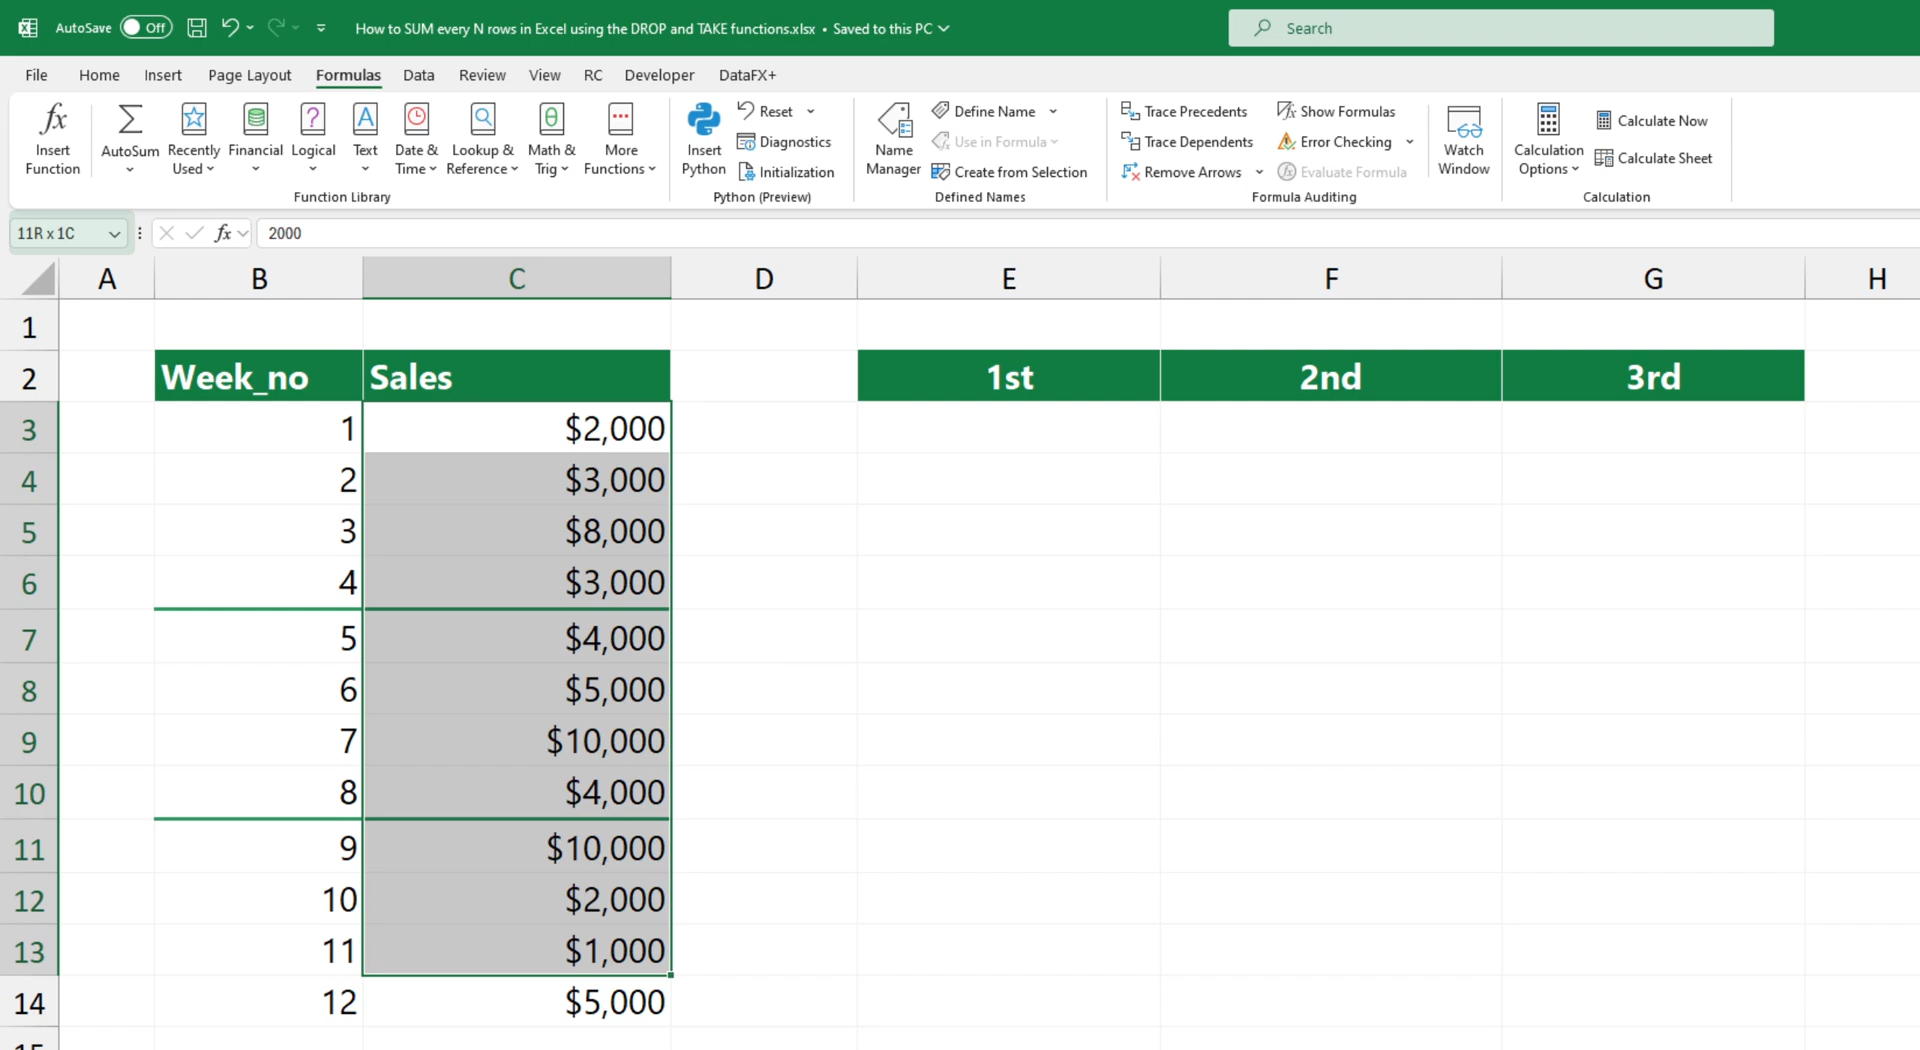 AutoSave Off How to SUM every N rows in Excel using the DROP and TAKE functions.xlsx • Saved to this PC Search
File Home Insert Page Layout Formulas Data Review View RC Developer DataFX+
fx Insert Function
Σ AutoSum
Recently Used
Financial
Logical
Text
Date & Time
Lookup & Reference
Math & Trig
More Functions
Function Library
Insert Python
Reset
Diagnostics
Initialization
Python (Preview)
Name Manager
Define Name
Use in Formula
Create from Selection
Defined Names
Trace Precedents
Trace Dependents
Remove Arrows
Show Formulas
Error Checking
Evaluate Formula
Formula Auditing
Watch Window
Calculation Options
Calculate Now
Calculate Sheet
Calculation
11R x 1C fx 2000
A B C D E F G H
1
2 Week_no Sales 1st 2nd 3rd
3 1 $2,000
4 2 $3,000
5 3 $8,000
6 4 $3,000
7 5 $4,000
8 6 $5,000
9 7 $10,000
10 8 $4,000
11 9 $10,000
12 10 $2,000
13 11 $1,000
14 12 $5,000